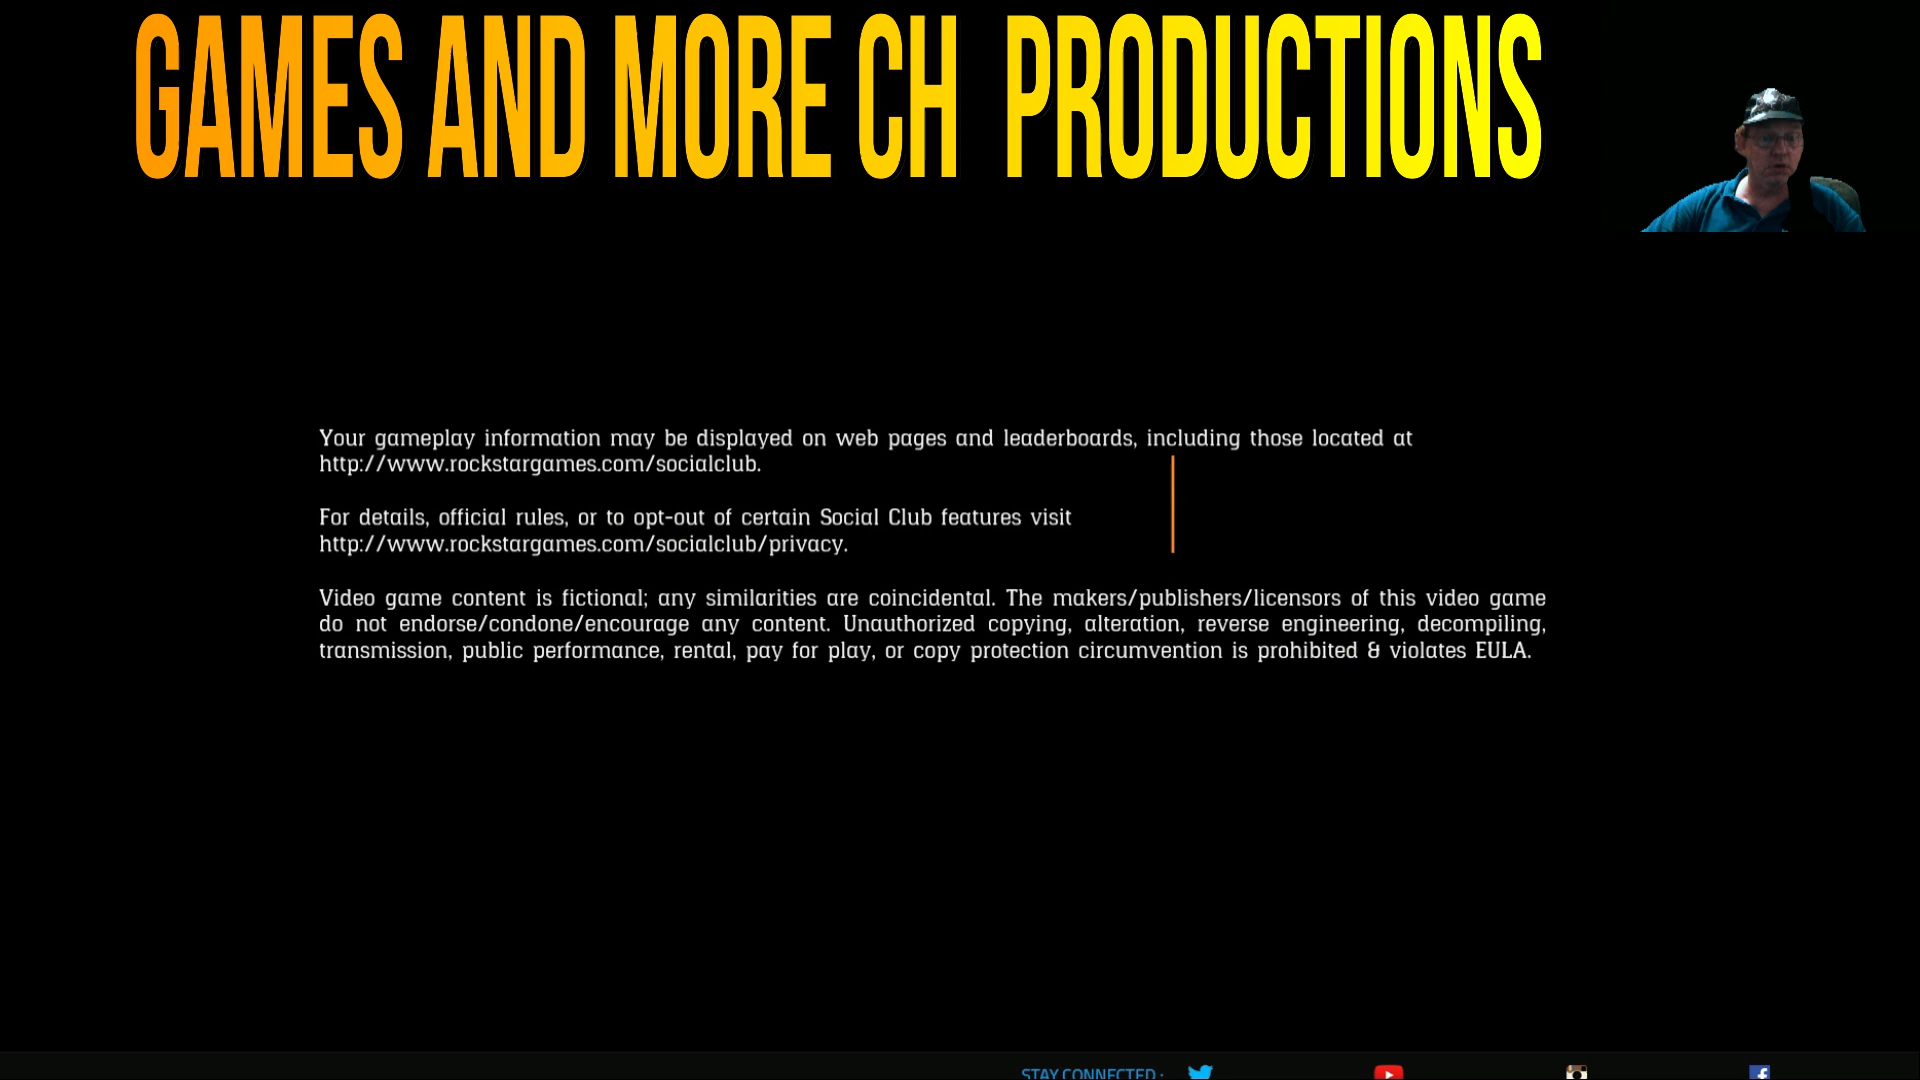 GAMES AND MORE CH PRODUCTIONS
Your gameplay information may be displayed on web pages and leaderboards, including those located at
http://www.rockstargames.com/socialclub.
For details, official rules, or to opt-out of certain Social Club features visit
http://www.rockstargames.com/socialclub/privacy.
Video game content is fictional; any similarities are coincidental. The makers/publishers/licensors of this video game
do not endorse/condone/encourage any content. Unauthorized copying, alteration, reverse engineering, decompiling,
transmission, public performance, rental, pay for play, or copy protection circumvention is prohibited & violates EULA.
STAY CONNECTED :